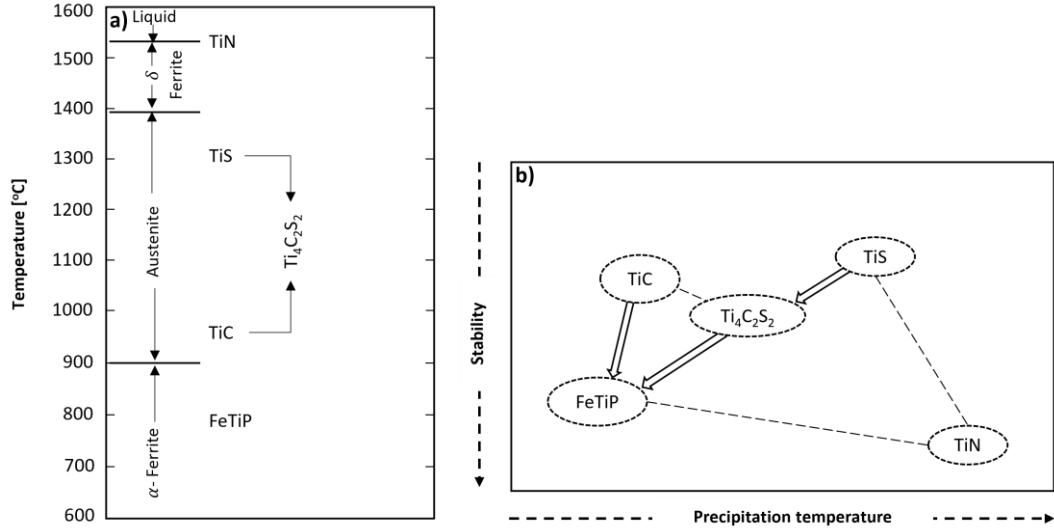 a)
Temperature [°C]
1600
1500
1400
1300
1200
1100
1000
900
800
700
600
Liquid
δ
Ferrite
Austenite
α- Ferrite
TiN
TiS
Ti₄C₂S₂
TiC
FeTiP
b)
Stability
TiS
TiC
Ti₄C₂S₂
FeTiP
TiN
Precipitation temperature